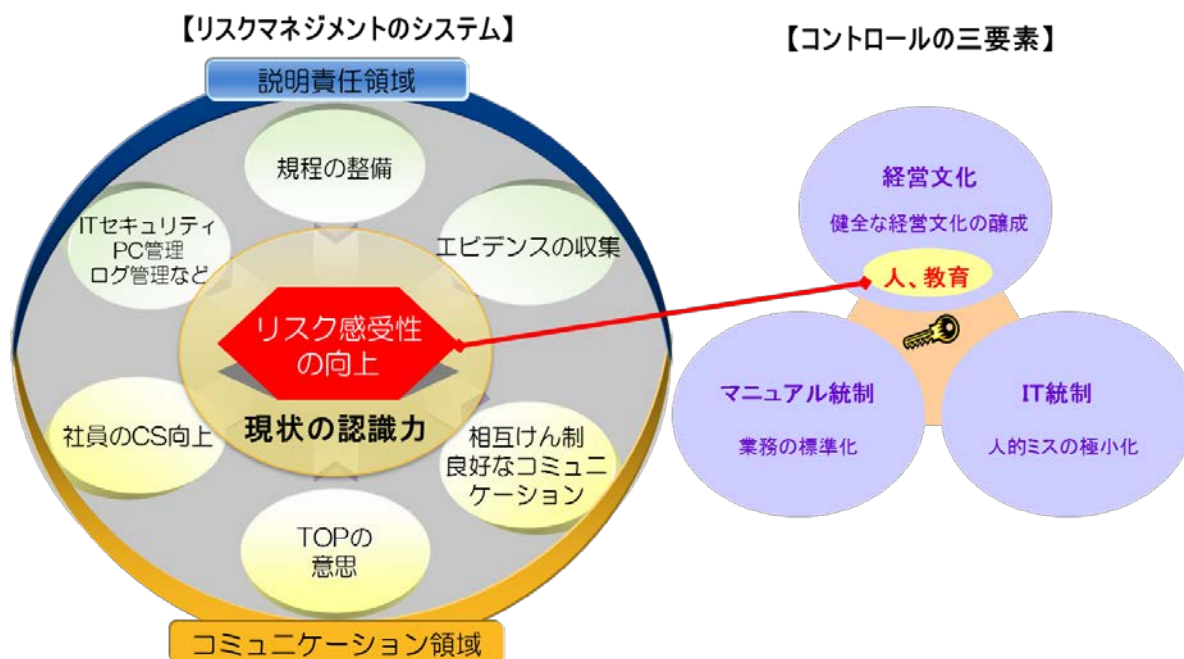 【リスクマネジメントのシステム】
説明責任領域
規程の整備
ITセキュリティ
PC管理
ログ管理など
エビデンスの収集
リスク感受性
の向上
現状の認識力
社員のCS向上
相互けん制
良好なコミュニ
ケーション
TOPの
意思
コミュニケーション領域
【コントロールの三要素】
経営文化
健全な経営文化の醸成
人、教育
マニュアル統制
業務の標準化
IT統制
人的ミスの極小化